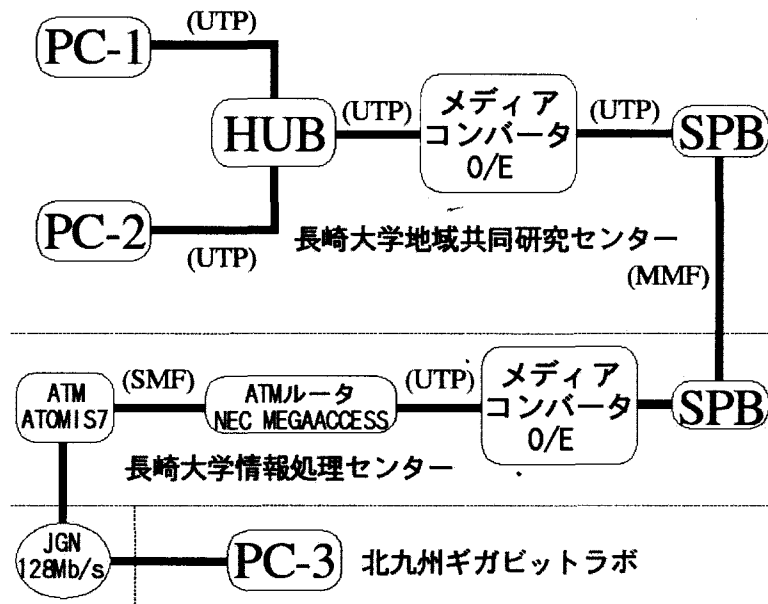 PC-1
(UTP)
HUB
(UTP)
メディア
コンバータ
O/E
(UTP)
SPB
PC-2
(UTP)
長崎大学地域共同研究センター
(MMF)
ATM
ATOMIS7
(SMF)
ATMルータ
NEC MEGAACCESS
(UTP)
メディア
コンバータ
O/E
SPB
長崎大学情報処理センター
JGN
128Mb/s
PC-3
北九州ギガビットラボ